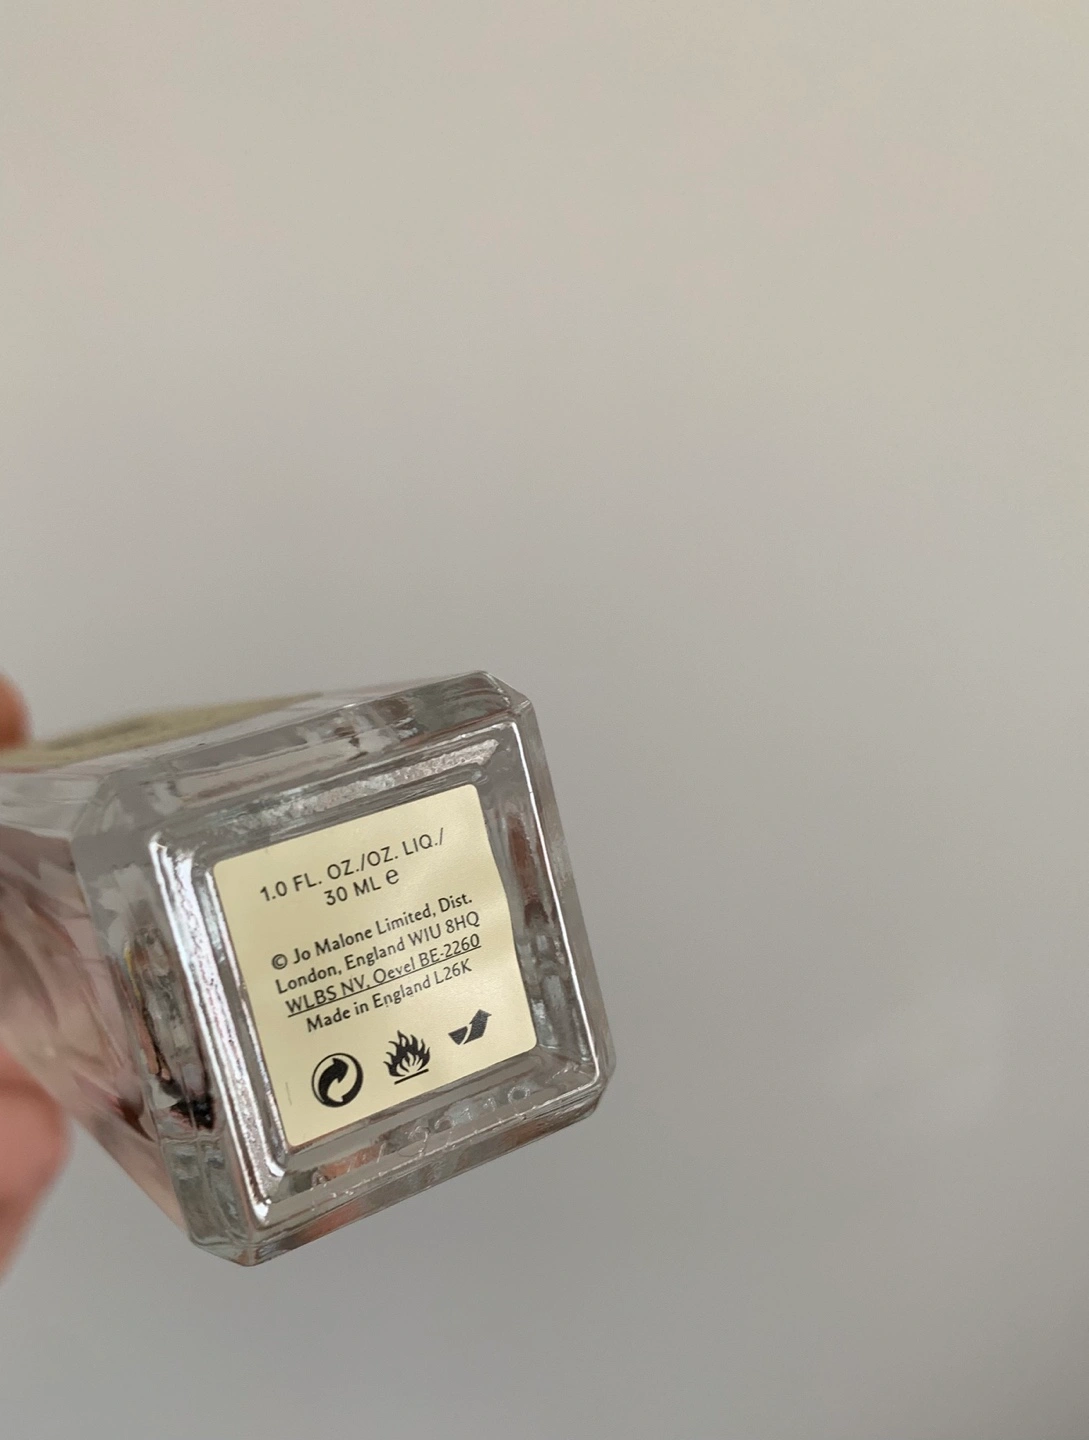 1.0 FL. OZ./OZ. LIQ./
30 ML ℮
© Jo Malone Limited, Dist.
London, England W1U 8HQ
WLBS NV, Oevel BE-2260
Made in England L26K